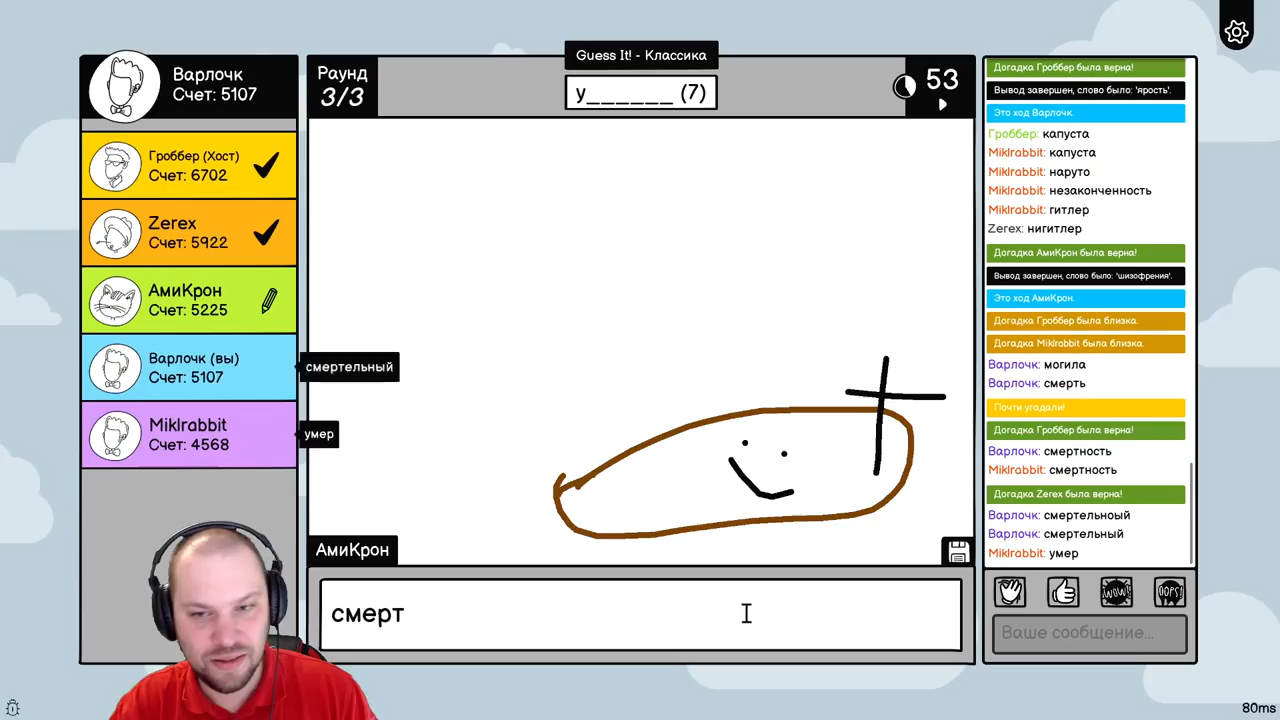 Guess It! - Классика
Варлочк
Счет: 5107
Раунд
3/3
y______ (7)
53
Гроббер (Хост)
Счет: 6702
Zerex
Счет: 5922
АмиКрон
Счет: 5225
Варлочк (вы)
Счет: 5107
смертельный
Miklrabbit
Счет: 4568
умер
АмиКрон
смерт
Догадка Гроббер была верна!
Вывод завершен, слово было: 'ярость'.
Это ход Варлочк.
Гроббер: капуста
Miklrabbit: капуста
Miklrabbit: наруто
Miklrabbit: незаконченность
Miklrabbit: гитлер
Zerex: нигитлер
Догадка АмиКрон была верна!
Вывод завершен, слово было: 'шизофрения'.
Это ход АмиКрон.
Догадка Гроббер была близка.
Догадка Miklrabbit была близка.
Варлочк: могила
Варлочк: смерть
Почти угадали!
Догадка Гроббер была верна!
Варлочк: смертность
Miklrabbit: смертность
Догадка Zerex была верна!
Варлочк: смертельноый
Варлочк: смертельный
Miklrabbit: умер
WOW!
OOPS!
Ваше сообщение...
80ms